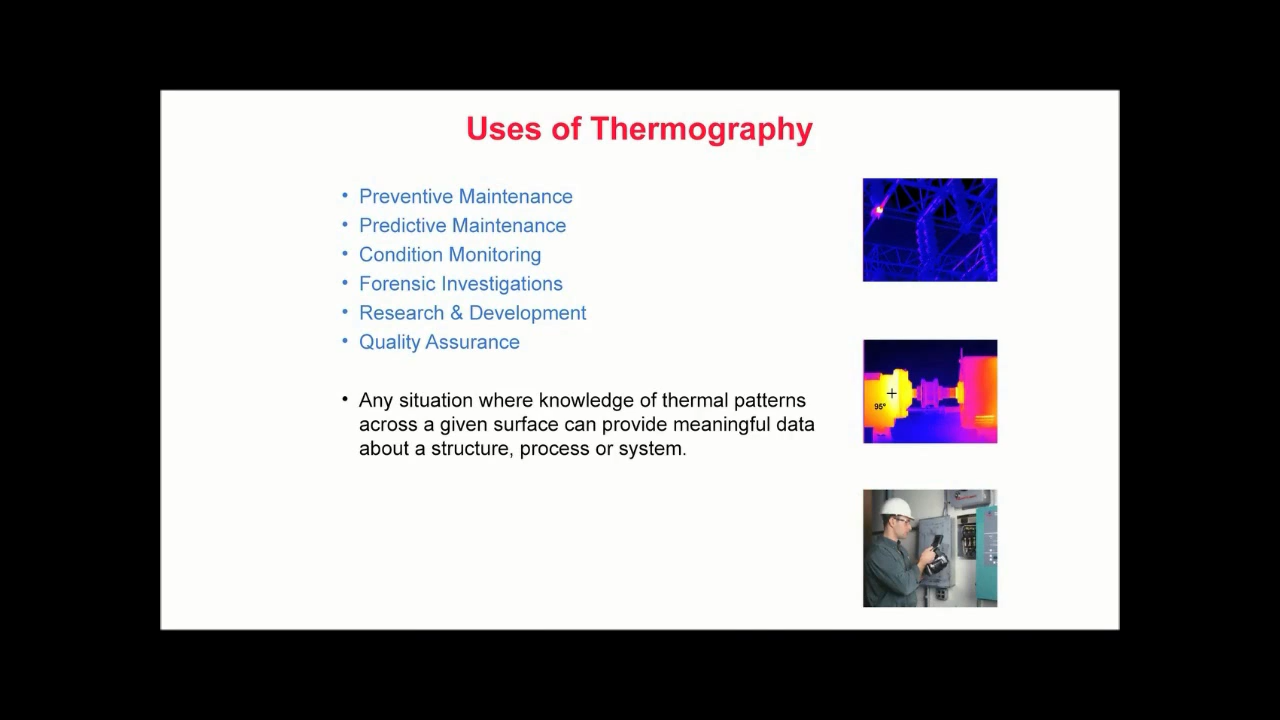 Uses of Thermography
• Preventive Maintenance
• Predictive Maintenance
• Condition Monitoring
• Forensic Investigations
• Research & Development
• Quality Assurance
• Any situation where knowledge of thermal patterns
across a given surface can provide meaningful data
about a structure, process or system.
95°